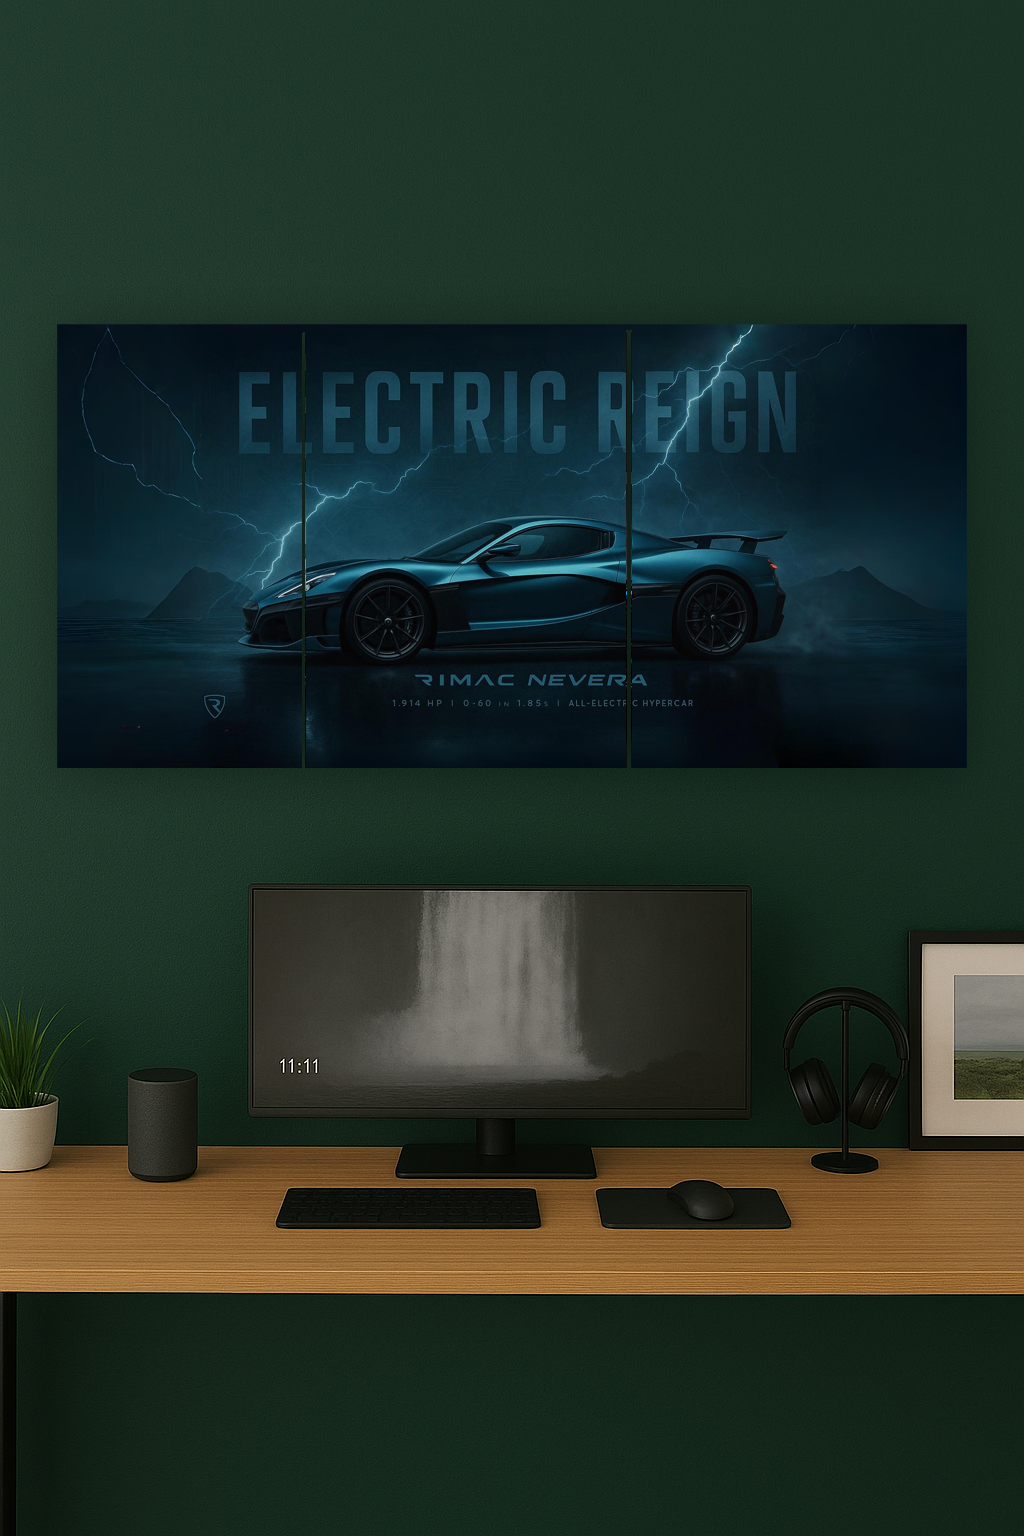 ELECTRIC REIGN
RIMAC NEVERA
1.914 HP | 0-60 IN 1.85s | ALL-ELECTRIC HYPERCAR
11:11